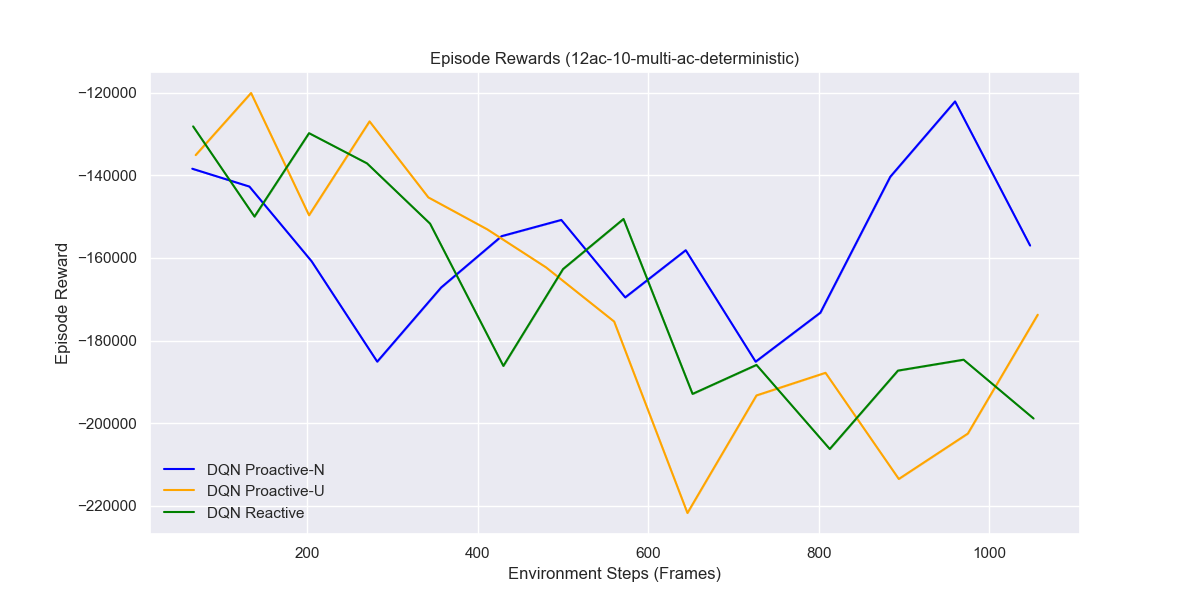 Episode Rewards (12ac-10-multi-ac-deterministic)
−120000
−140000
−160000
−180000
−200000
−220000
Episode Reward
DQN Proactive-N
DQN Proactive-U
DQN Reactive
200 400 600 800 1000
Environment Steps (Frames)